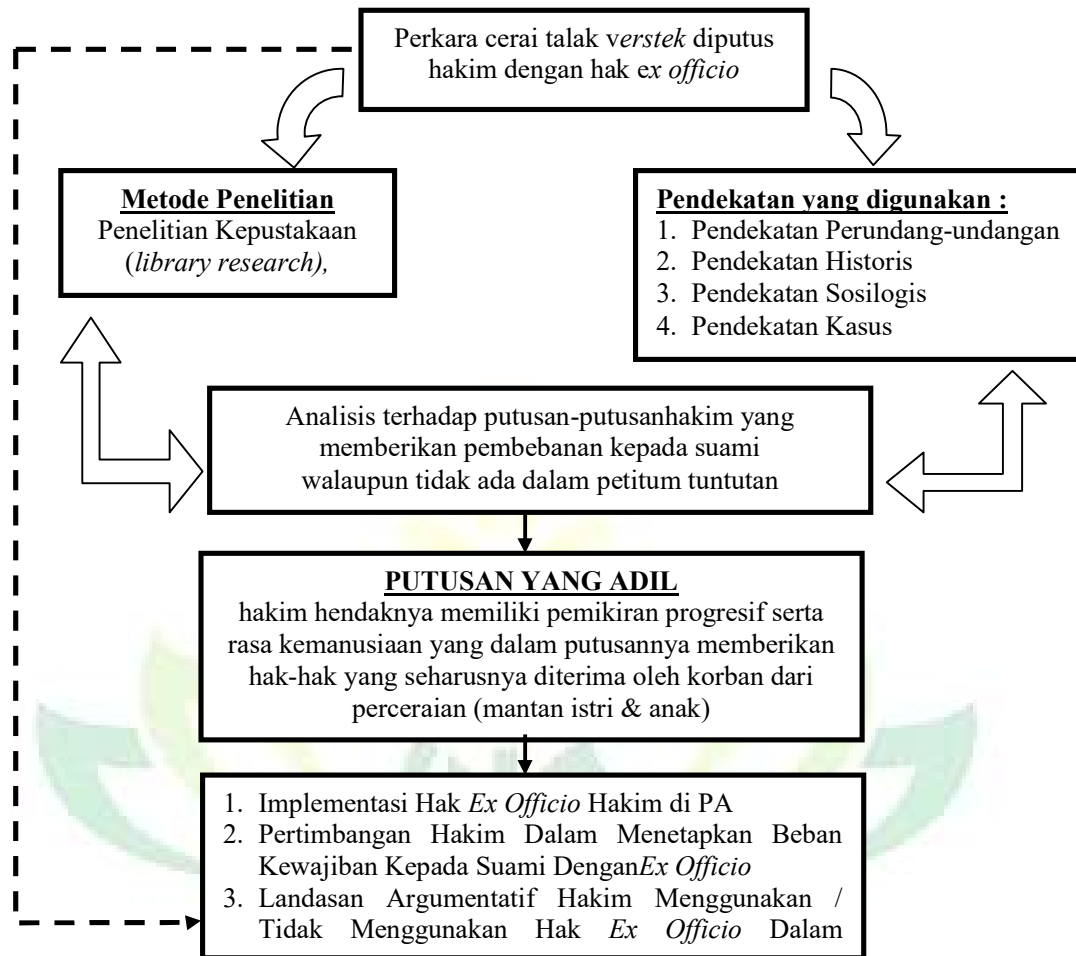 Perkara cerai talak verstek diputus
hakim dengan hak ex officio
Metode Penelitian
Penelitian Kepustakaan
(library research),
Pendekatan yang digunakan :
1. Pendekatan Perundang-undangan
2. Pendekatan Historis
3. Pendekatan Sosilogis
4. Pendekatan Kasus
Analisis terhadap putusan-putusanhakim yang
memberikan pembebanan kepada suami
walaupun tidak ada dalam petitum tuntutan
PUTUSAN YANG ADIL
hakim hendaknya memiliki pemikiran progresif serta
rasa kemanusiaan yang dalam putusannya memberikan
hak-hak yang seharusnya diterima oleh korban dari
perceraian (mantan istri & anak)
1. Implementasi Hak Ex Officio Hakim di PA
2. Pertimbangan Hakim Dalam Menetapkan Beban
Kewajiban Kepada Suami DenganEx Officio
3. Landasan Argumentatif Hakim Menggunakan /
Tidak Menggunakan Hak Ex Officio Dalam